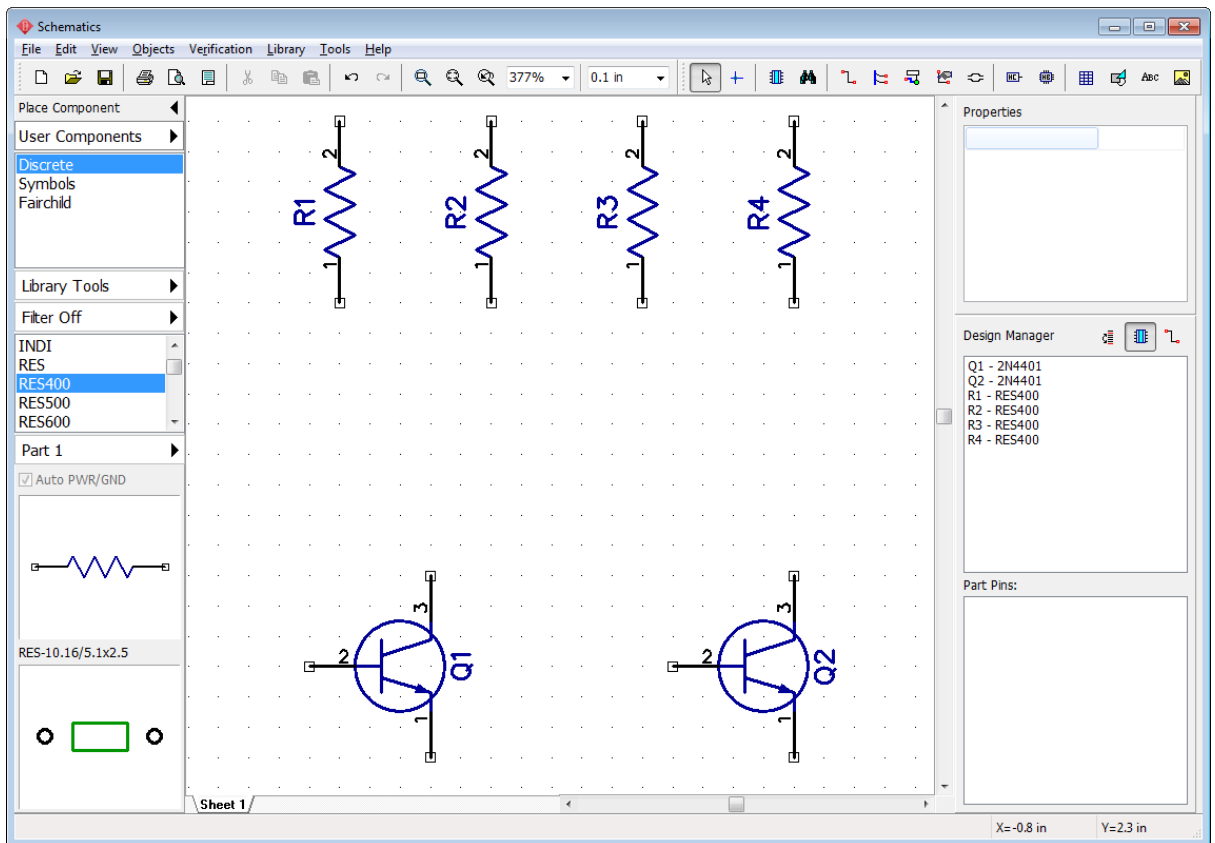 Schematics
File Edit View Objects Verification Library Tools Help
377% 0.1 in ABC
Place Component
User Components
Discrete
Symbols
Fairchild
Library Tools
Filter Off
INDI
RES
RES400
RES500
RES600
Part 1
Auto PWR/GND
RES-10.16/5.1x2.5
2 2 2 2
R1 R2 R3 R4
1 1 1 1
3 3
2 Q1 2 Q2
1 1
Sheet 1
Properties
Design Manager
Q1 - 2N4401
Q2 - 2N4401
R1 - RES400
R2 - RES400
R3 - RES400
R4 - RES400
Part Pins:
X=-0.8 in Y=2.3 in